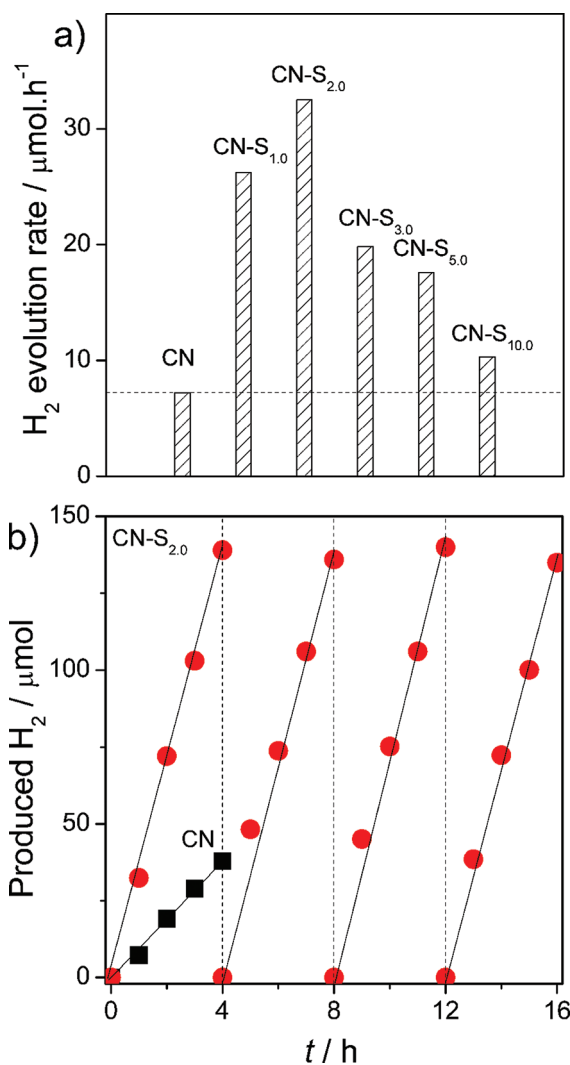 a)
H₂ evolution rate / μmol.h⁻¹
30
20
10
0
CN
CN-S₁.₀
CN-S₂.₀
CN-S₃.₀
CN-S₅.₀
CN-S₁₀.₀
b)
Produced H₂ / μmol
150
100
50
0
CN-S₂.₀
CN
0 4 8 12 16
t / h